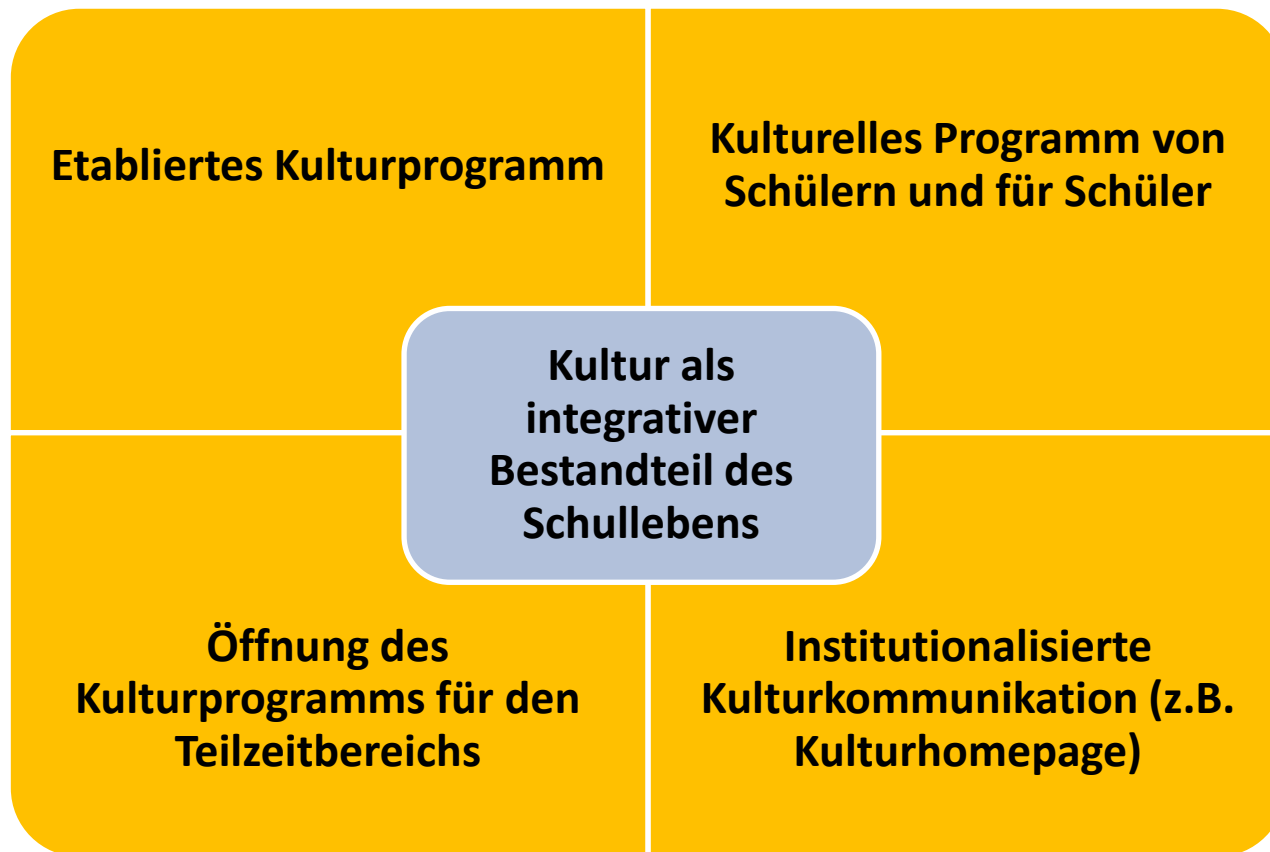 Etabliertes Kulturprogramm
Kulturelles Programm von
Schülern und für Schüler
Kultur als
integrativer
Bestandteil des
Schullebens
Öffnung des
Kulturprogramms für den
Teilzeitbereichs
Institutionalisierte
Kulturkommunikation (z.B.
Kulturhomepage)